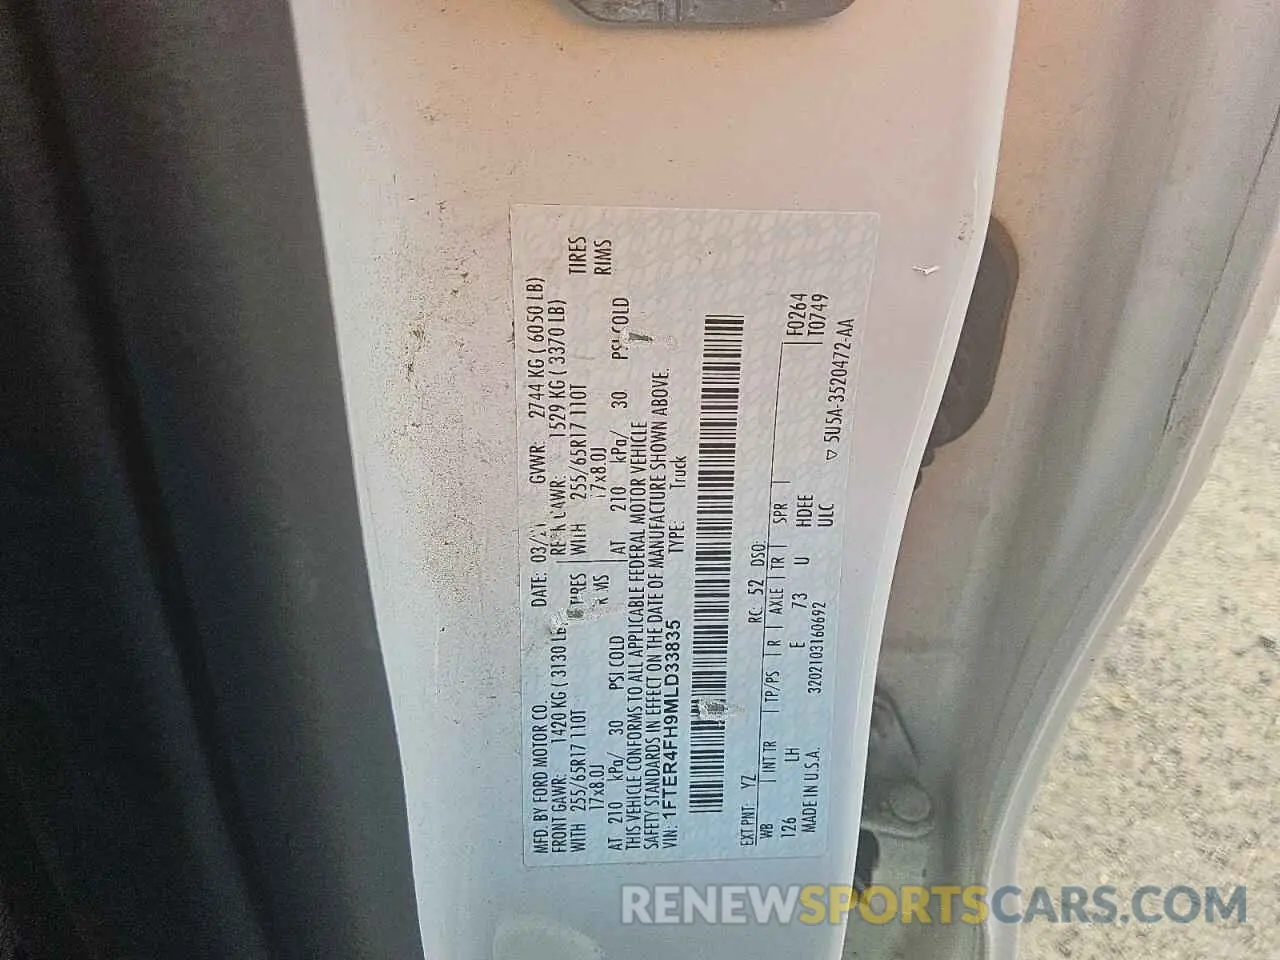 MFD. BY FORD MOTOR CO. DATE: 03/21 GVWR: 2744 KG ( 6050 LB)
FRONT GAWR: 1420 KG ( 3130 LB) REAR GAWR: 1529 KG ( 3370 LB)
WITH 255/65R17 110T TIRES WITH 255/65R17 110T TIRES
17x8.0J RIMS 17x8.0J RIMS
AT 210 kPa/ 30 PSI COLD AT 210 kPa/ 30 PSI COLD
THIS VEHICLE CONFORMS TO ALL APPLICABLE FEDERAL MOTOR VEHICLE
SAFETY STANDARDS IN EFFECT ON THE DATE OF MANUFACTURE SHOWN ABOVE.
VIN: 1FTER4FH9MLD33835 TYPE: Truck
EXT PNT: YZ RC: 52 DSO:
WB INT TR TP/PS R AXLE TR SPR F0264
126 LH E 73 U HDEE T0749
MADE IN U.S.A. 3202103160692 ULC ▽ 5U5A-3520472-AA
RENEWSPORTSCARS.COM